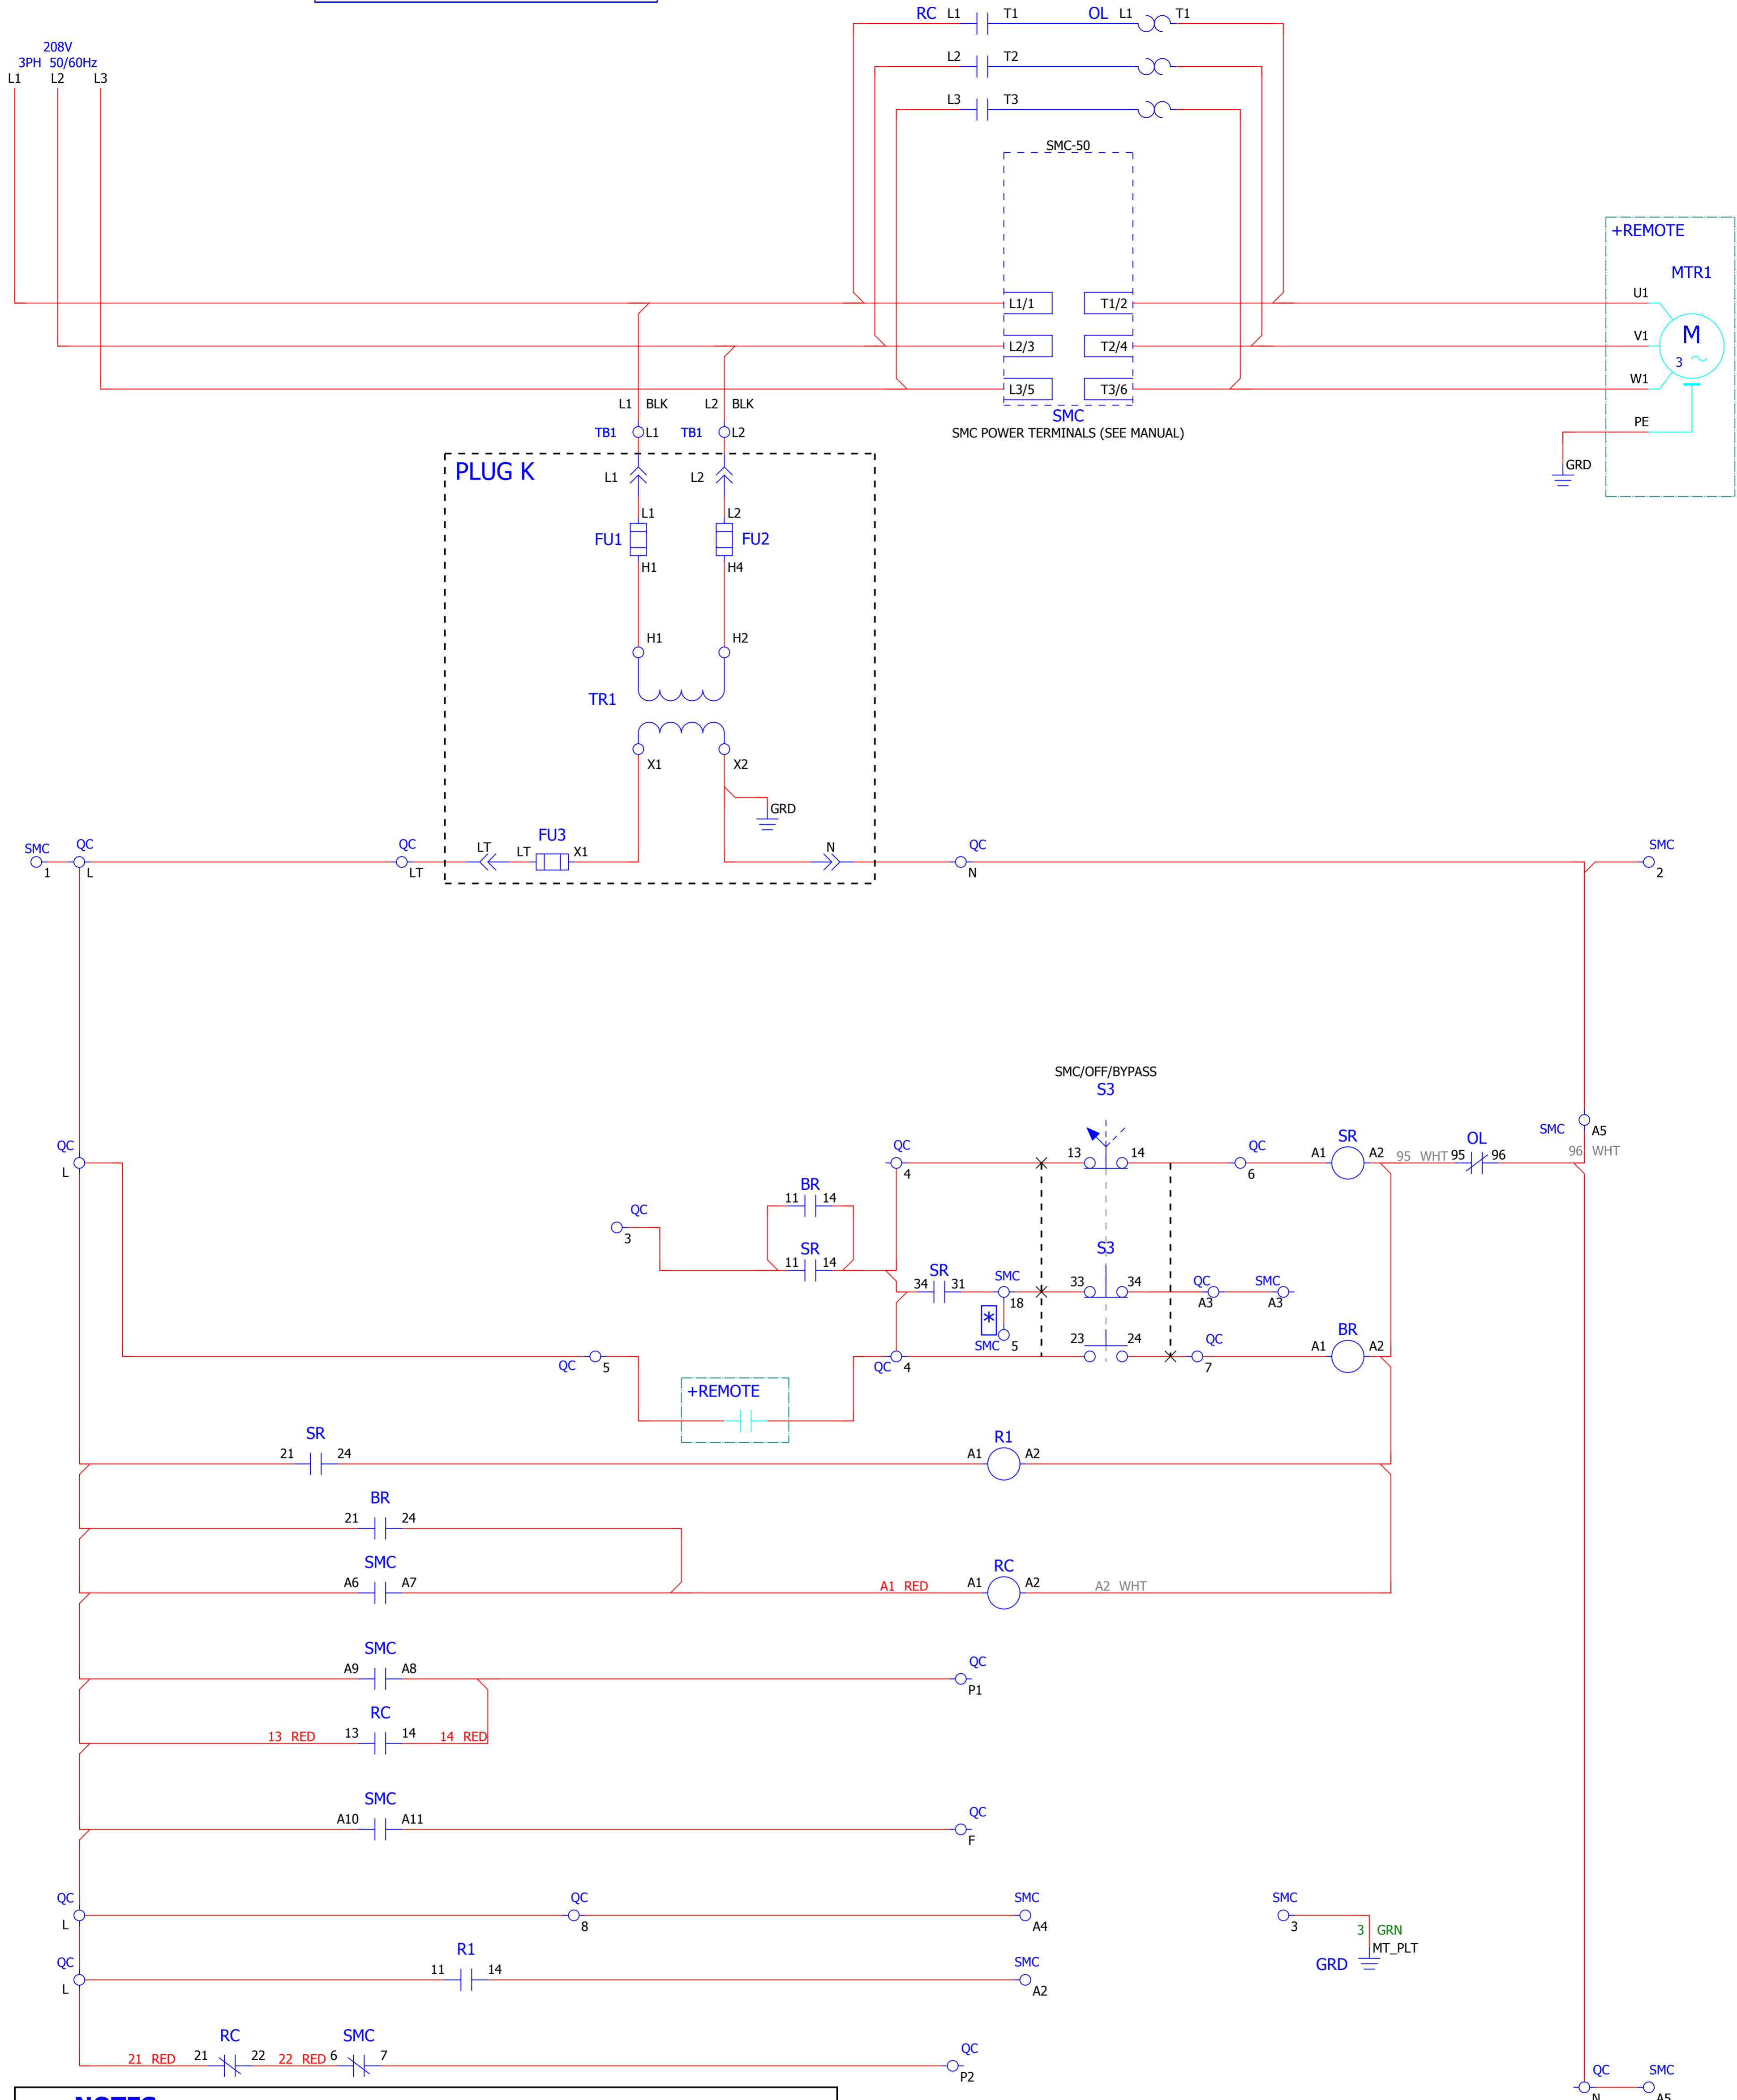 RC L1 T1 OL L1 T1
208V
3PH 50/60Hz
L1 L2 L3
L2 T2
L3 T3
SMC-50
+REMOTE
MTR1
L1/1 T1/2 U1
L2/3 T2/4 V1
M
3
L3/5 T3/6 W1
L1 BLK L2 BLK
SMC
TB1 L1 TB1 L2
SMC POWER TERMINALS (SEE MANUAL)
PE
GRD
PLUG K
L1 L2
L1 L2
FU1 FU2
H1 H4
H1 H2
TR1
X1 X2
GRD
FU3
SMC QC QC LT LT X1 N QC SMC
1 L LT N 2
SMC/OFF/BYPASS
S3
SMC A5
QC QC 13 14 QC SR OL
L 4 6 A1 A2 95 WHT 95 96 96 WHT
BR
11 14
QC
3
SR
11 14
S3
SR
34 31
SMC
18
33 34
QC
A3
SMC
A3
*
SMC 5
23 24
QC
7
BR
A1 A2
QC 5
QC 4
+REMOTE
SR
21 24
R1
A1 A2
BR
21 24
SMC
A6 A7
A1 RED
RC
A1 A2
A2 WHT
SMC
A9 A8
QC
P1
RC
13 RED 13 14 14 RED
SMC
A10 A11
QC
F
QC QC SMC SMC
L 8 A4 3
3 GRN
MT_PLT
GRD
QC R1 SMC
L 11 14 A2
RC SMC
21 RED 21 22 22 RED 6 7
QC
P2
QC SMC
N A5
NOTES